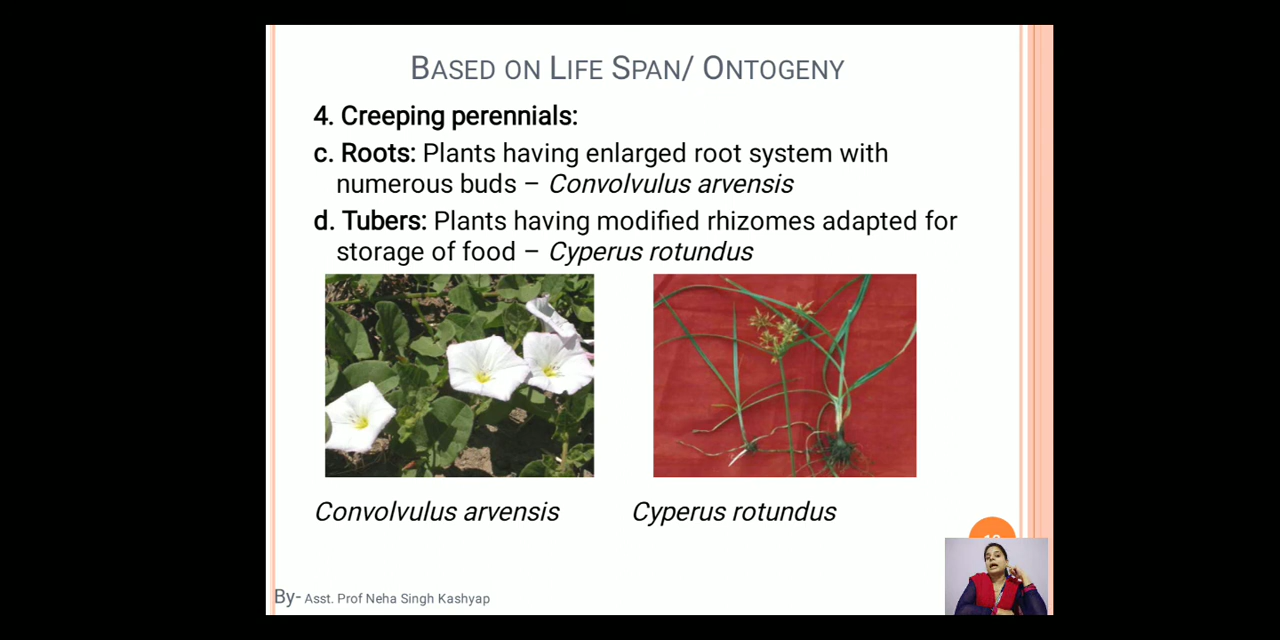 BASED ON LIFE SPAN/ ONTOGENY
4. Creeping perennials:
c. Roots: Plants having enlarged root system with
numerous buds – Convolvulus arvensis
d. Tubers: Plants having modified rhizomes adapted for
storage of food – Cyperus rotundus
Convolvulus arvensis
Cyperus rotundus
By- Asst. Prof Neha Singh Kashyap